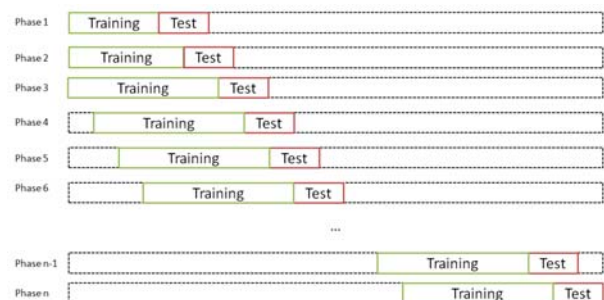 Phase 1 Training Test
Phase 2 Training Test
Phase 3 Training Test
Phase 4 Training Test
Phase 5 Training Test
Phase 6 Training Test
...
Phase n-1 Training Test
Phase n Training Test